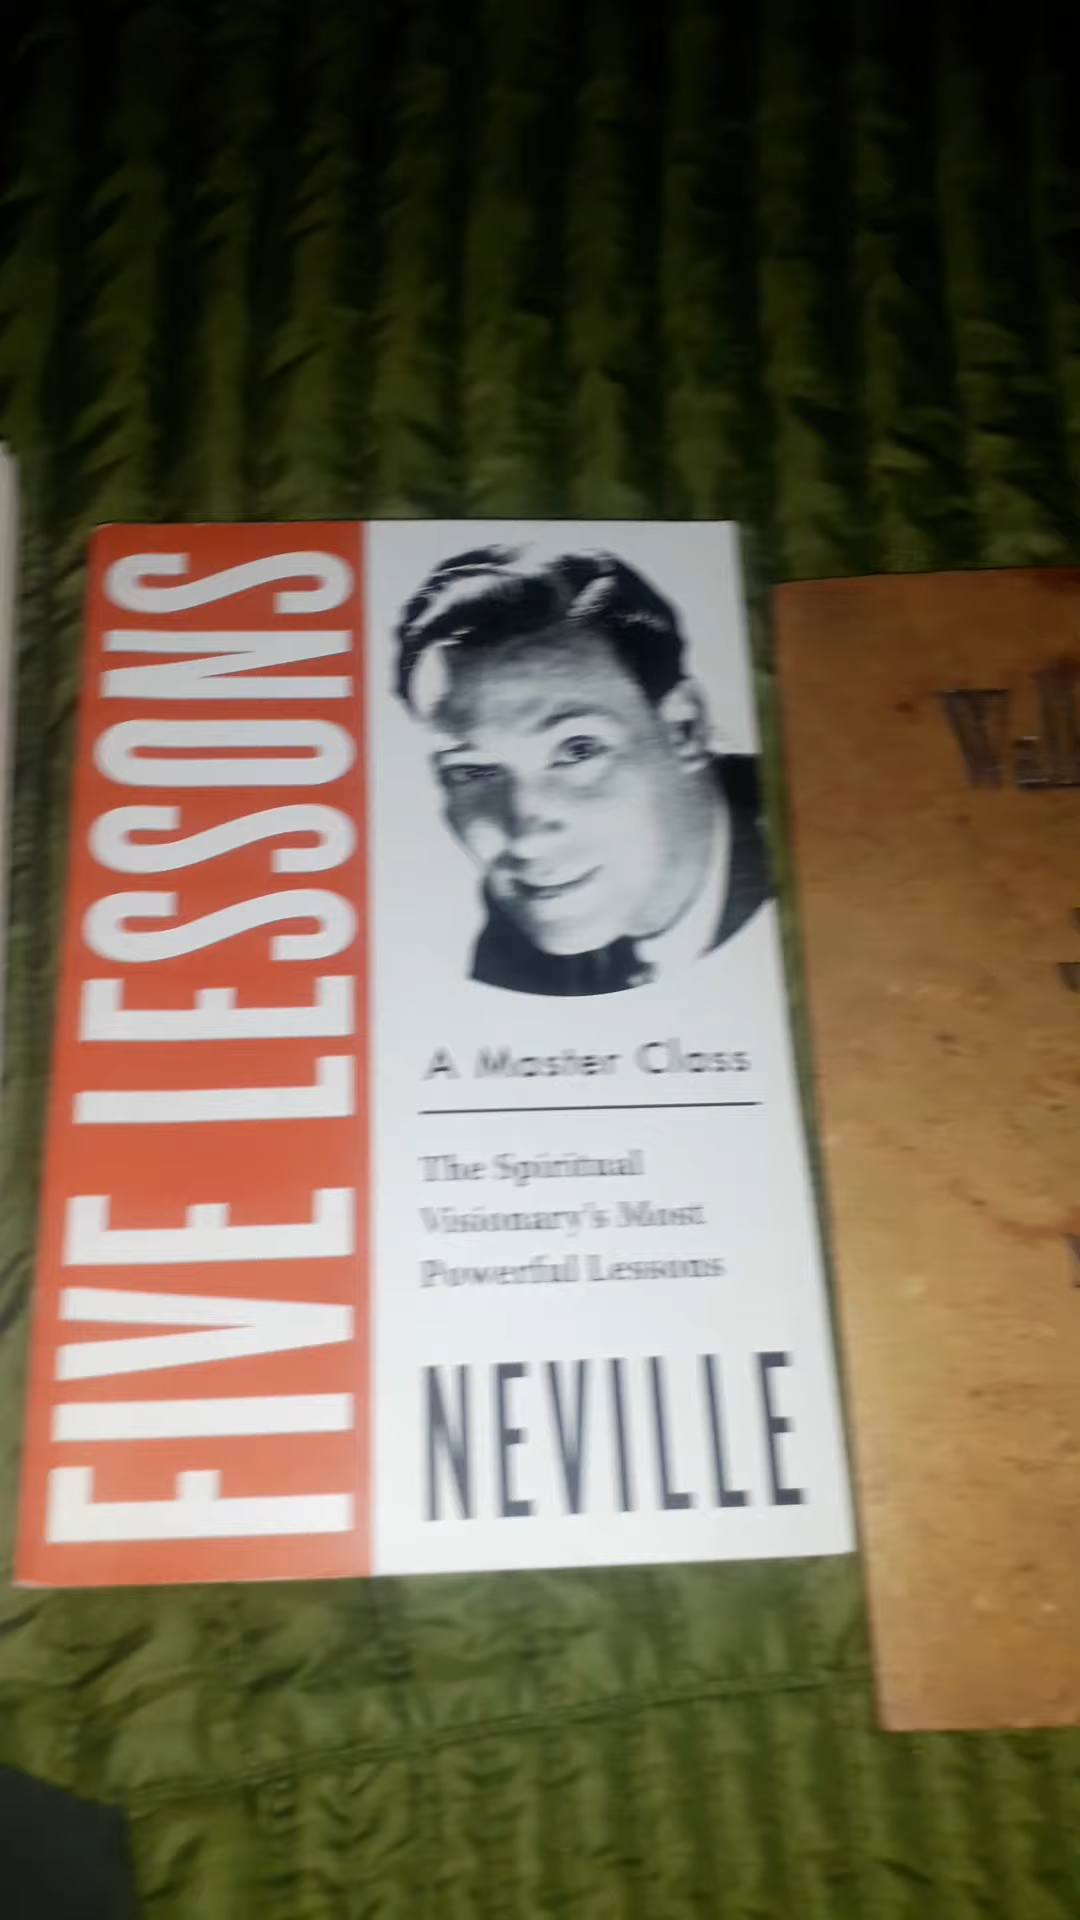 FIVE LESSONS
A Master Class
The Spiritual
Visionary's Most
Powerful Lessons
NEVILLE